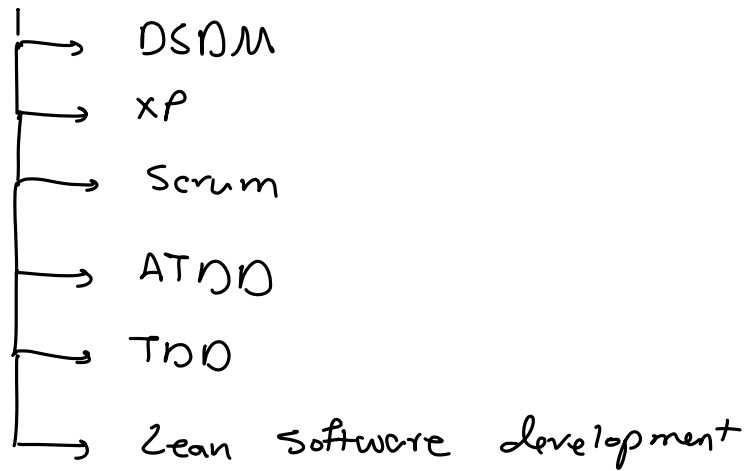 DSDM
XP
Scrum
ATDD
TDD
Lean software development